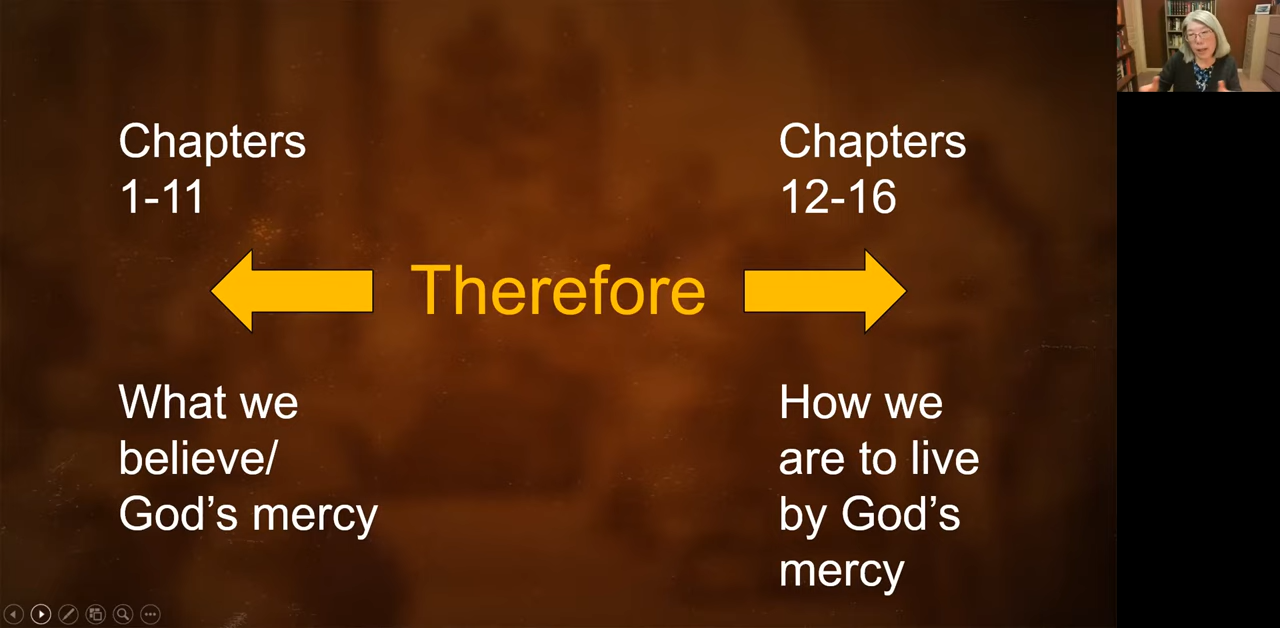 Chapters
1-11
Chapters
12-16
Therefore
What we
believe/
God’s mercy
How we
are to live
by God’s
mercy